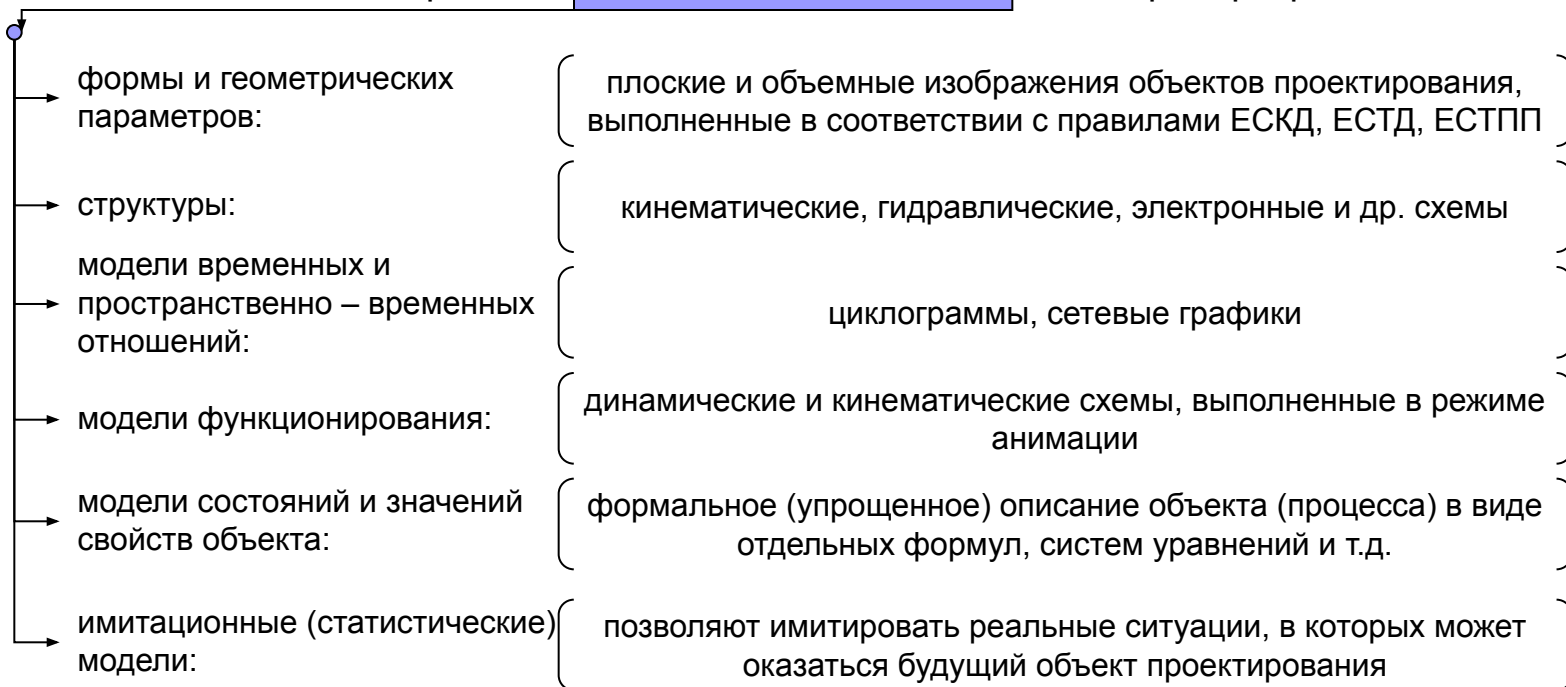 формы и геометрических
параметров:
плоские и объемные изображения объектов проектирования,
выполненные в соответствии с правилами ЕСКД, ЕСТД, ЕСТПП
структуры:
кинематические, гидравлические, электронные и др. схемы
модели временных и
пространственно – временных
отношений:
циклограммы, сетевые графики
модели функционирования:
динамические и кинематические схемы, выполненные в режиме
анимации
модели состояний и значений
свойств объекта:
формальное (упрощенное) описание объекта (процесса) в виде
отдельных формул, систем уравнений и т.д.
имитационные (статистические)
модели:
позволяют имитировать реальные ситуации, в которых может
оказаться будущий объект проектирования